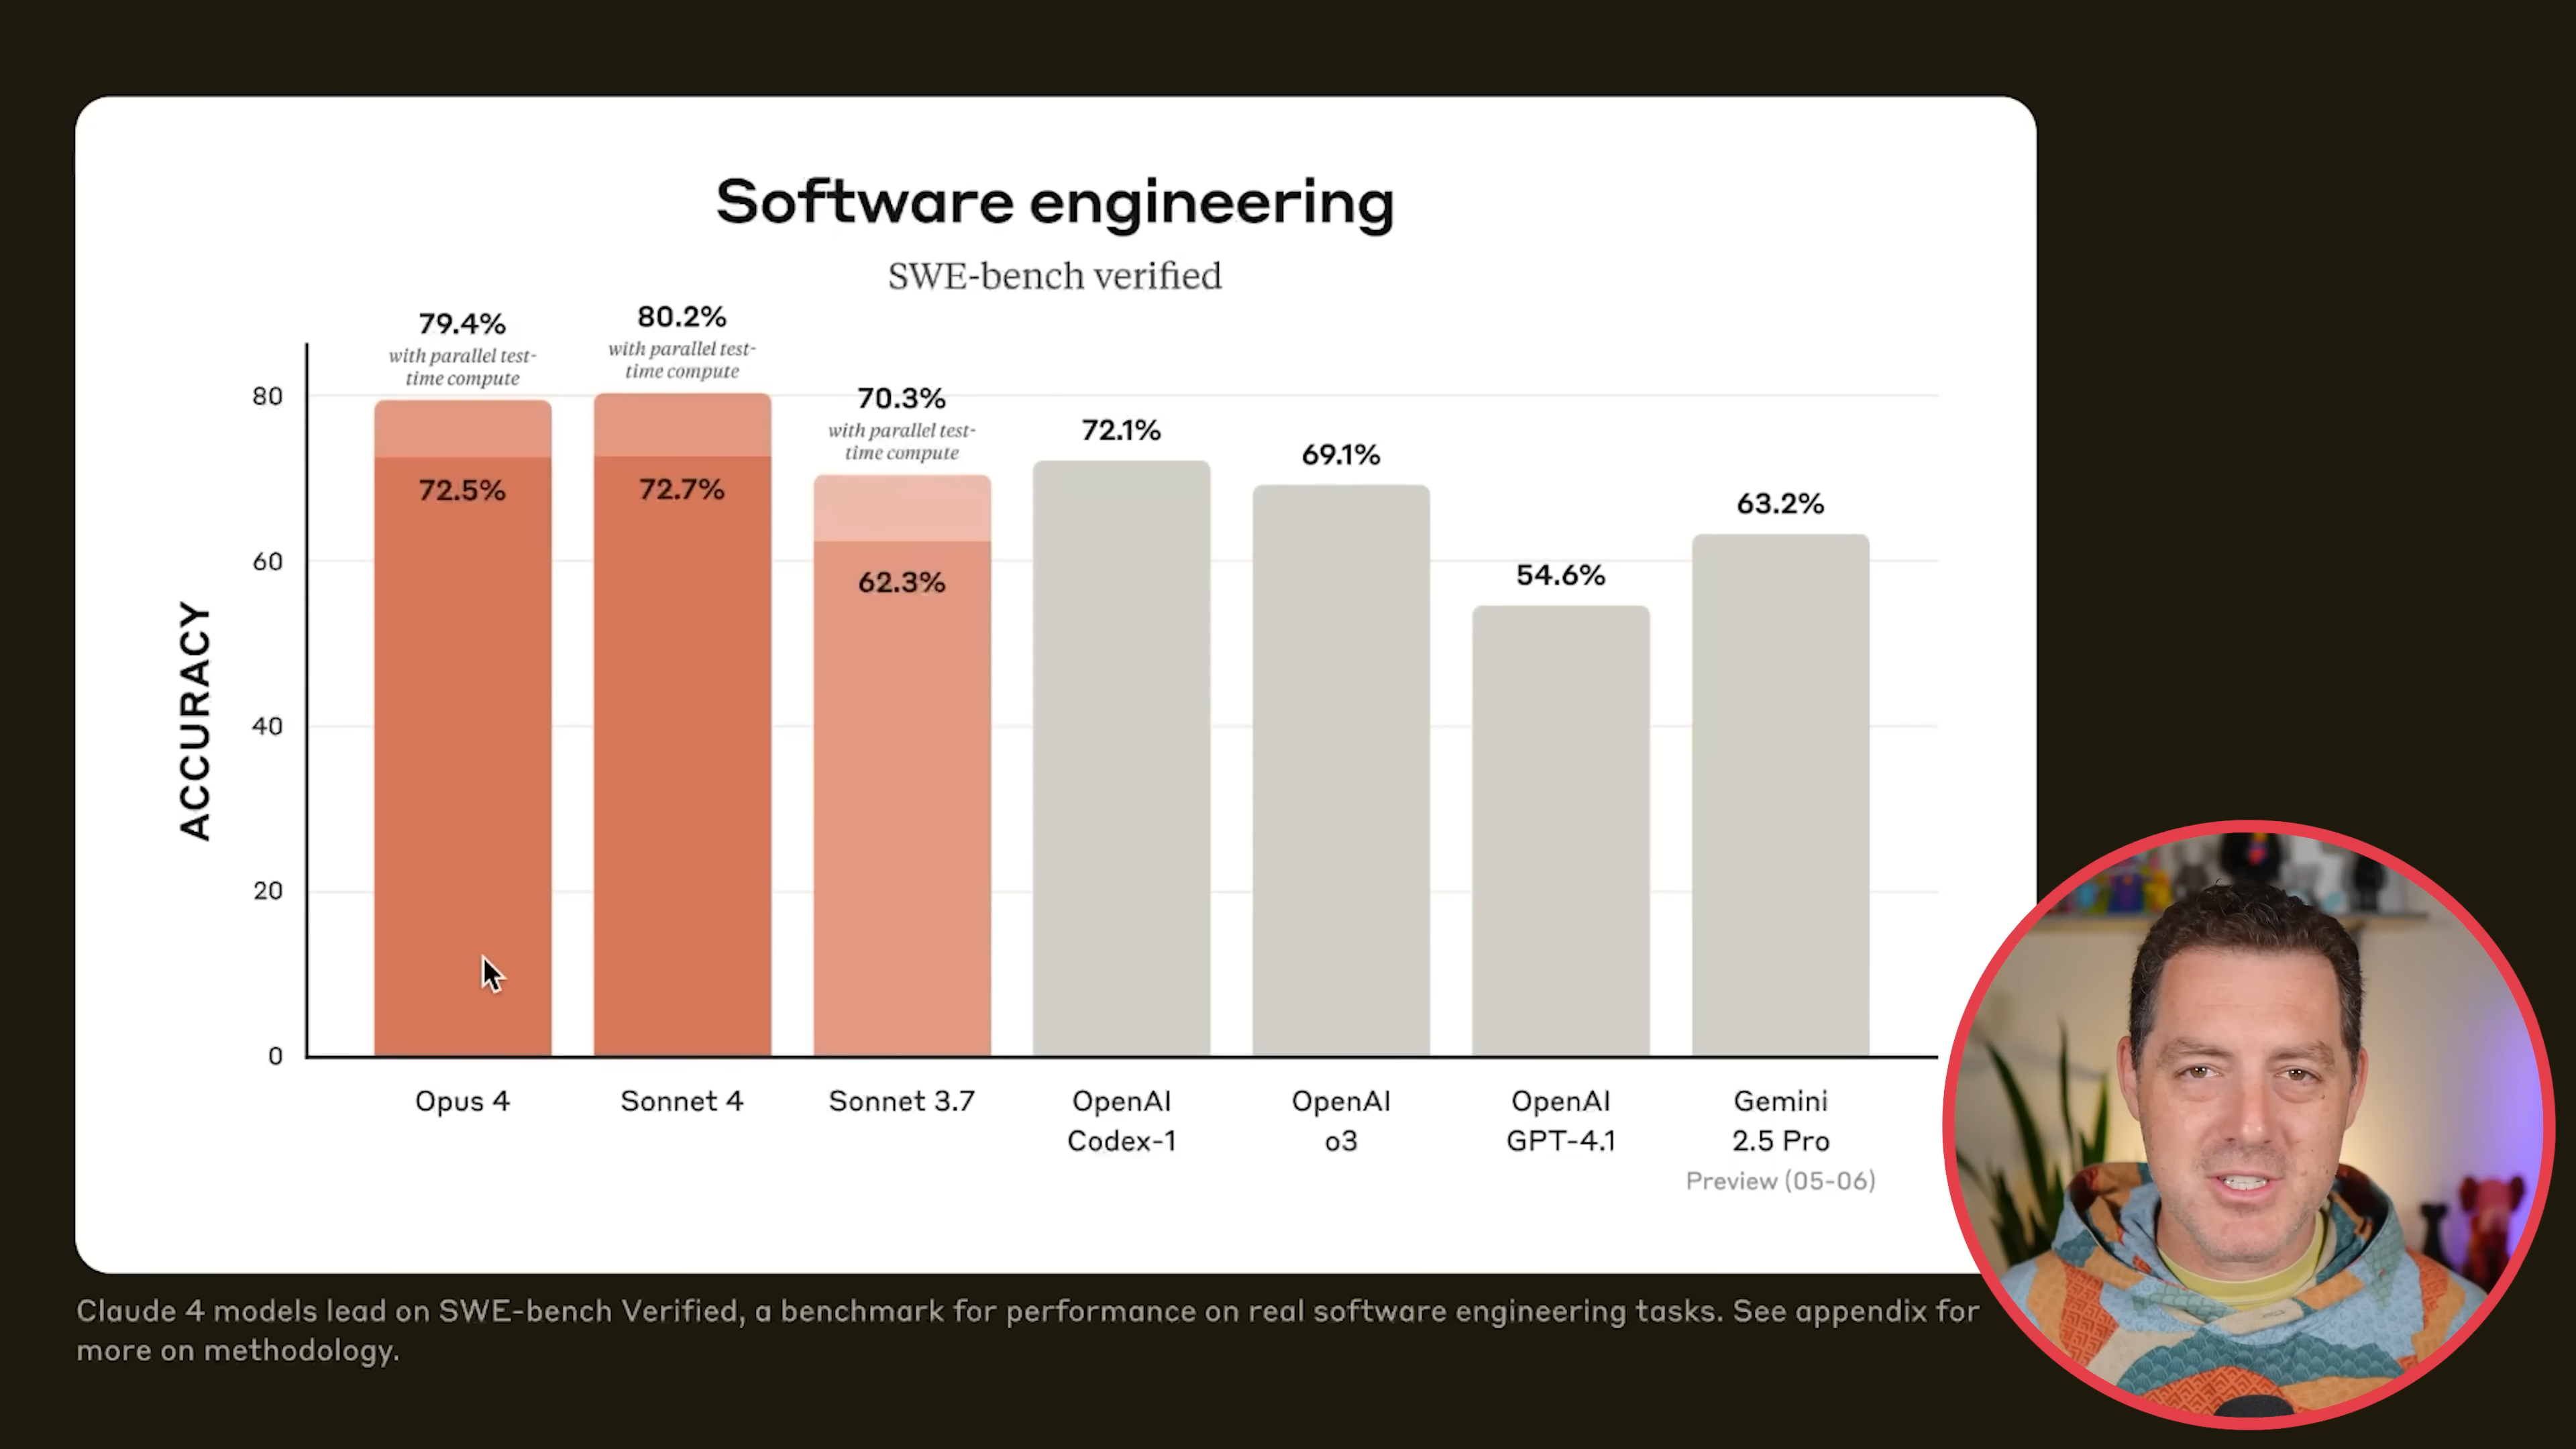 Software engineering
SWE-bench verified
79.4%
with parallel test-
time compute
80.2%
with parallel test-
time compute
70.3%
with parallel test-
time compute
72.1%
69.1%
54.6%
63.2%
72.5%
72.7%
62.3%
ACCURACY
80
60
40
20
0
Opus 4
Sonnet 4
Sonnet 3.7
OpenAI
Codex-1
OpenAI
o3
OpenAI
GPT-4.1
Gemini
2.5 Pro
Preview (05-06)
Claude 4 models lead on SWE-bench Verified, a benchmark for performance on real software engineering tasks. See appendix for
more on methodology.